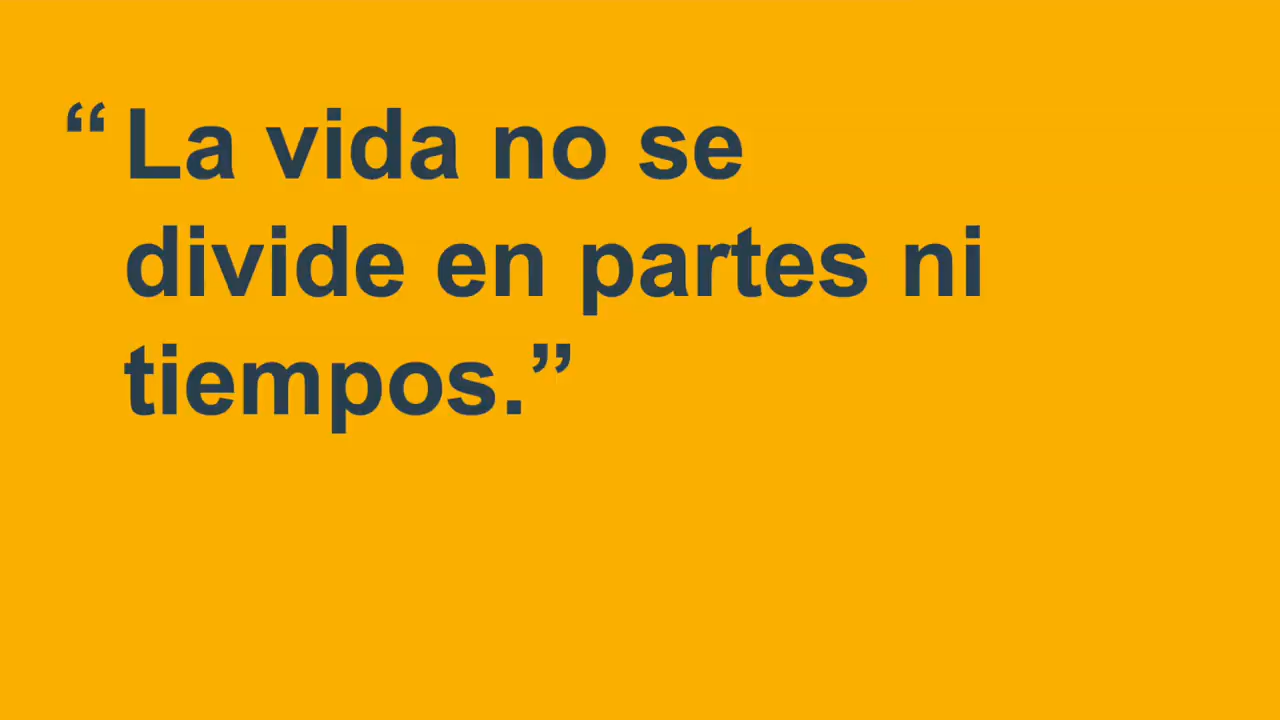 “La vida no se
divide en partes ni
tiempos.”